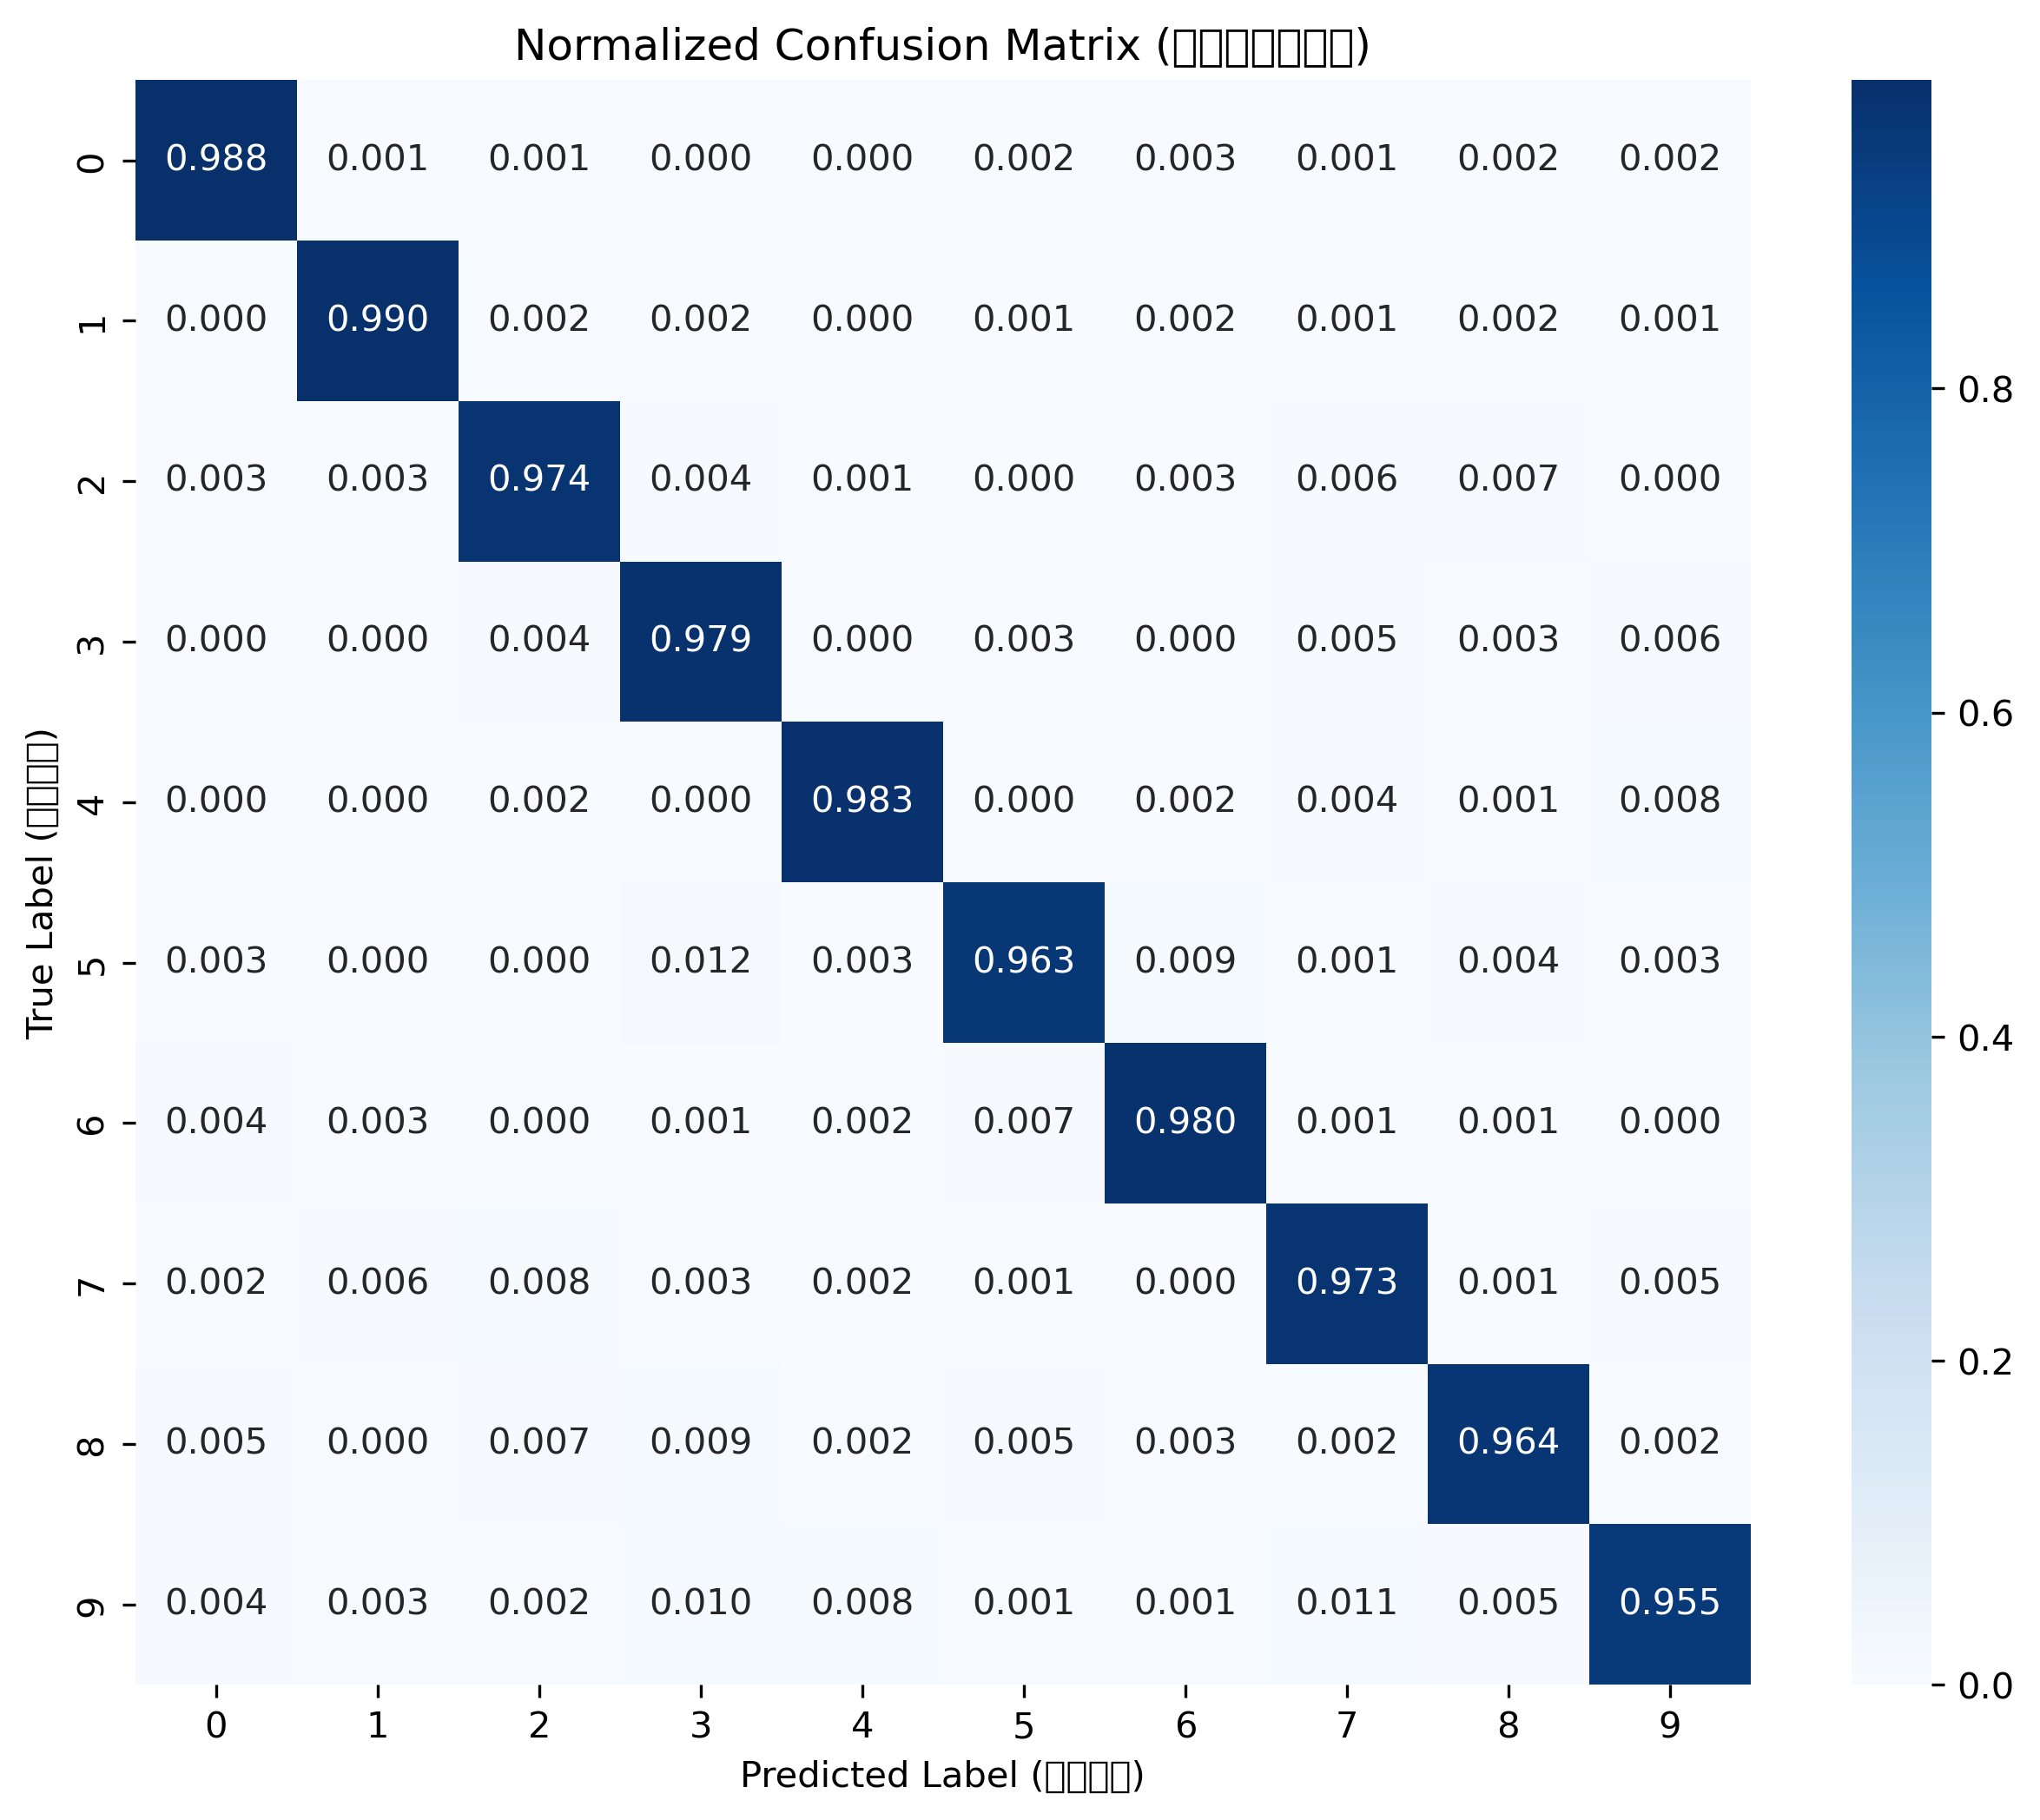 Normalized Confusion Matrix (□□□□□□□)
0 0.988 0.001 0.001 0.000 0.000 0.002 0.003 0.001 0.002 0.002
1 0.000 0.990 0.002 0.002 0.000 0.001 0.002 0.001 0.002 0.001
2 0.003 0.003 0.974 0.004 0.001 0.000 0.003 0.006 0.007 0.000
3 0.000 0.000 0.004 0.979 0.000 0.003 0.000 0.005 0.003 0.006
4 0.000 0.000 0.002 0.000 0.983 0.000 0.002 0.004 0.001 0.008
5 0.003 0.000 0.000 0.012 0.003 0.963 0.009 0.001 0.004 0.003
6 0.004 0.003 0.000 0.001 0.002 0.007 0.980 0.001 0.001 0.000
7 0.002 0.006 0.008 0.003 0.002 0.001 0.000 0.973 0.001 0.005
8 0.005 0.000 0.007 0.009 0.002 0.005 0.003 0.002 0.964 0.002
9 0.004 0.003 0.002 0.010 0.008 0.001 0.001 0.011 0.005 0.955
0 1 2 3 4 5 6 7 8 9
Predicted Label (□□□□)
True Label (□□□□)
0.8
0.6
0.4
0.2
0.0